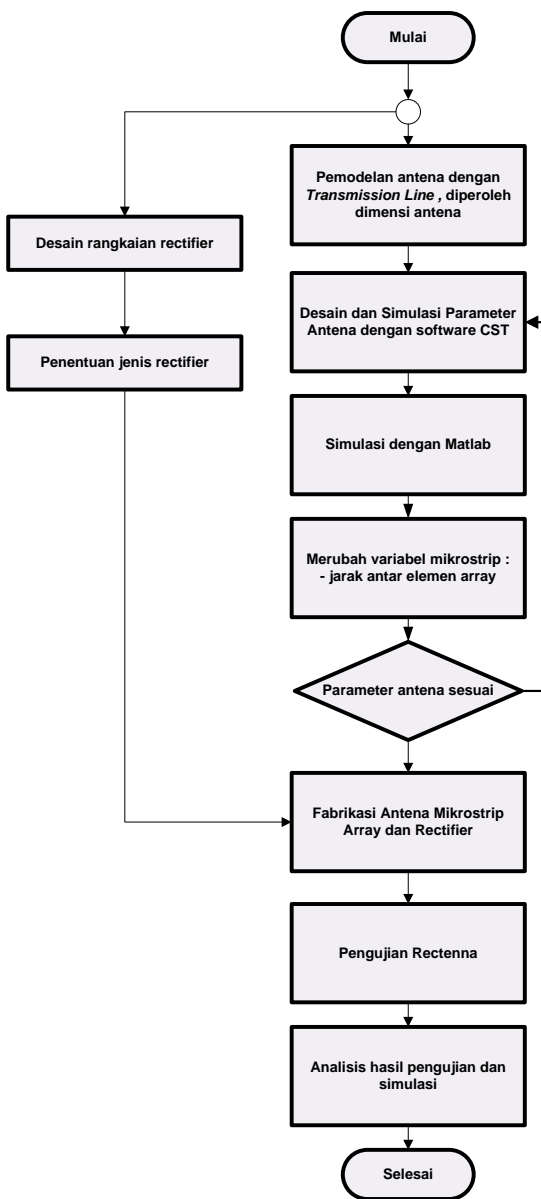 Mulai
Pemodelan antena dengan
Transmission Line , diperoleh
dimensi antena
Desain rangkaian rectifier
Desain dan Simulasi Parameter
Antena dengan software CST
Penentuan jenis rectifier
Simulasi dengan Matlab
Merubah variabel mikrostrip :
- jarak antar elemen array
Parameter antena sesuai
Fabrikasi Antena Mikrostrip
Array dan Rectifier
Pengujian Rectenna
Analisis hasil pengujian dan
simulasi
Selesai